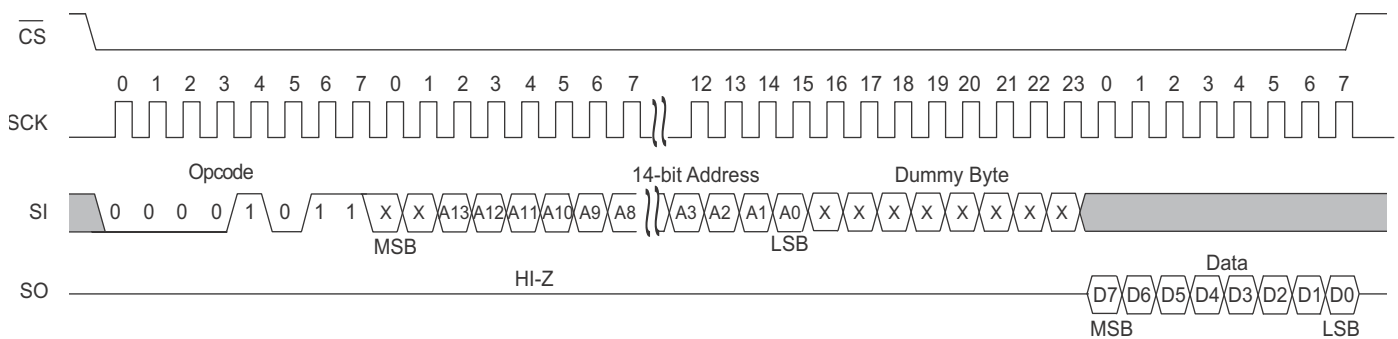 CS
0 1 2 3 4 5 6 7 0 1 2 3 4 5 6 7 12 13 14 15 16 17 18 19 20 21 22 23 0 1 2 3 4 5 6 7
SCK
Opcode 14-bit Address Dummy Byte
SI 0 0 0 0 1 0 1 1 X X A13 A12 A11 A10 A9 A8 A3 A2 A1 A0 X X X X X X X X
MSB LSB
HI-Z Data
SO D7 D6 D5 D4 D3 D2 D1 D0
MSB LSB